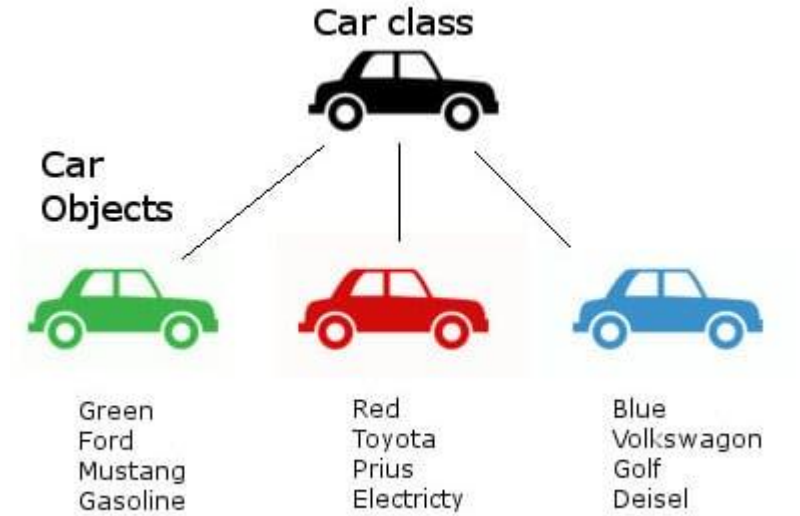 Car class
Car
Objects
Green
Ford
Mustang
Gasoline
Red
Toyota
Prius
Electricty
Blue
Volkswagon
Golf
Deisel